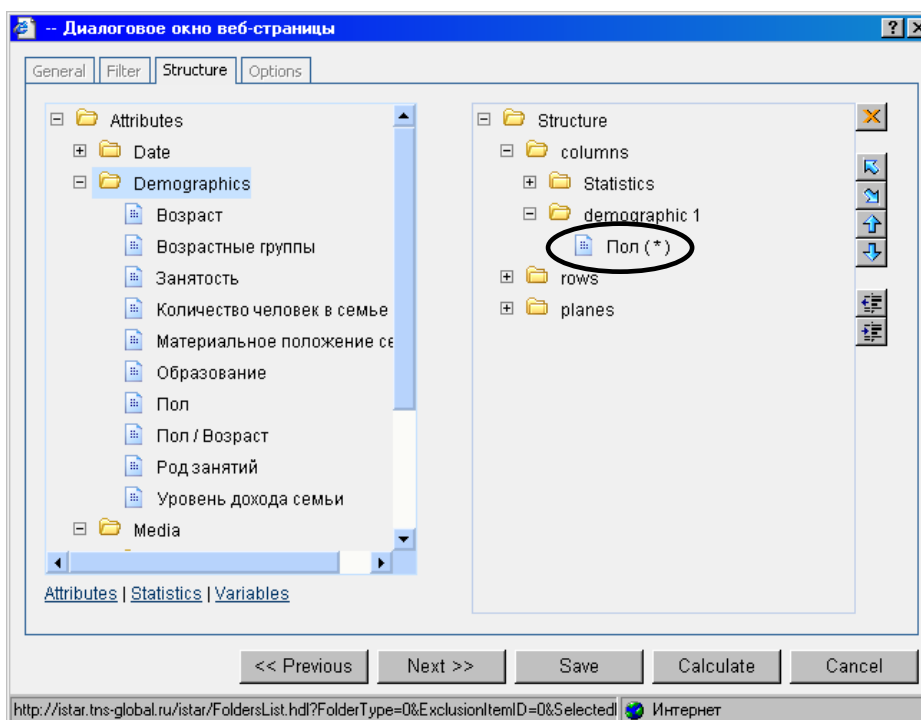 -- Диалоговое окно веб-страницы
General Filter Structure Options
Attributes
Date
Demographics
Возраст
Возрастные группы
Занятость
Количество человек в семье
Материальное положение се
Образование
Пол
Пол / Возраст
Род занятий
Уровень дохода семьи
Media
Attributes | Statistics | Variables
Structure
columns
Statistics
demographic 1
Пол (*)
rows
planes
<< Previous Next >> Save Calculate Cancel
http://istar.tns-global.ru/istar/FoldersList.hdl?FolderType=0&ExclusionItemID=0&SelectedI Интернет